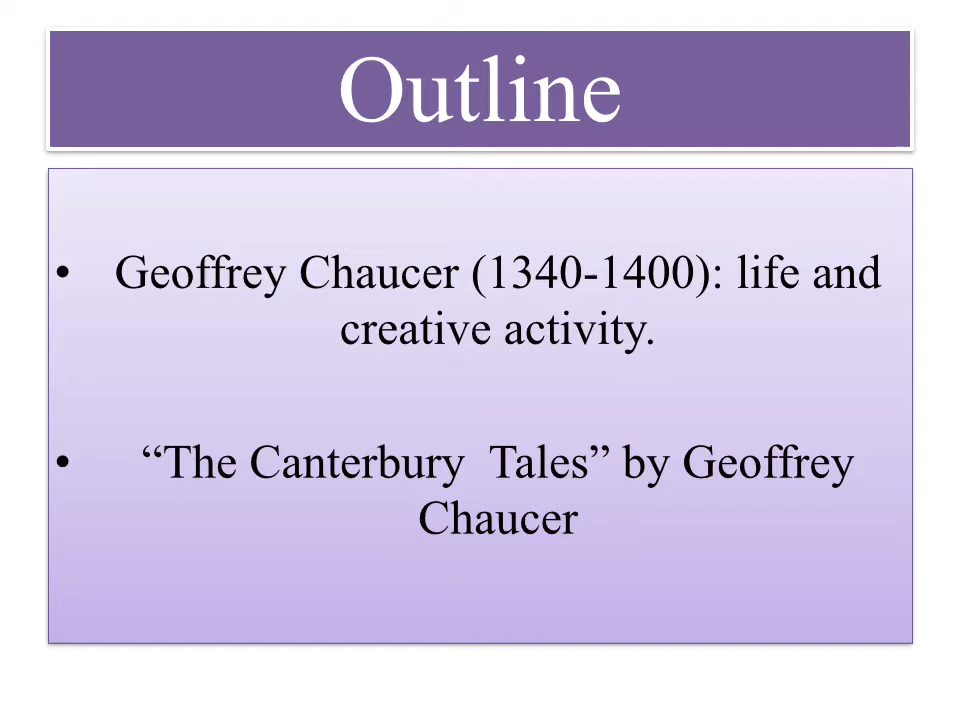 Outline
• Geoffrey Chaucer (1340-1400): life and
creative activity.
• “The Canterbury  Tales” by Geoffrey
Chaucer